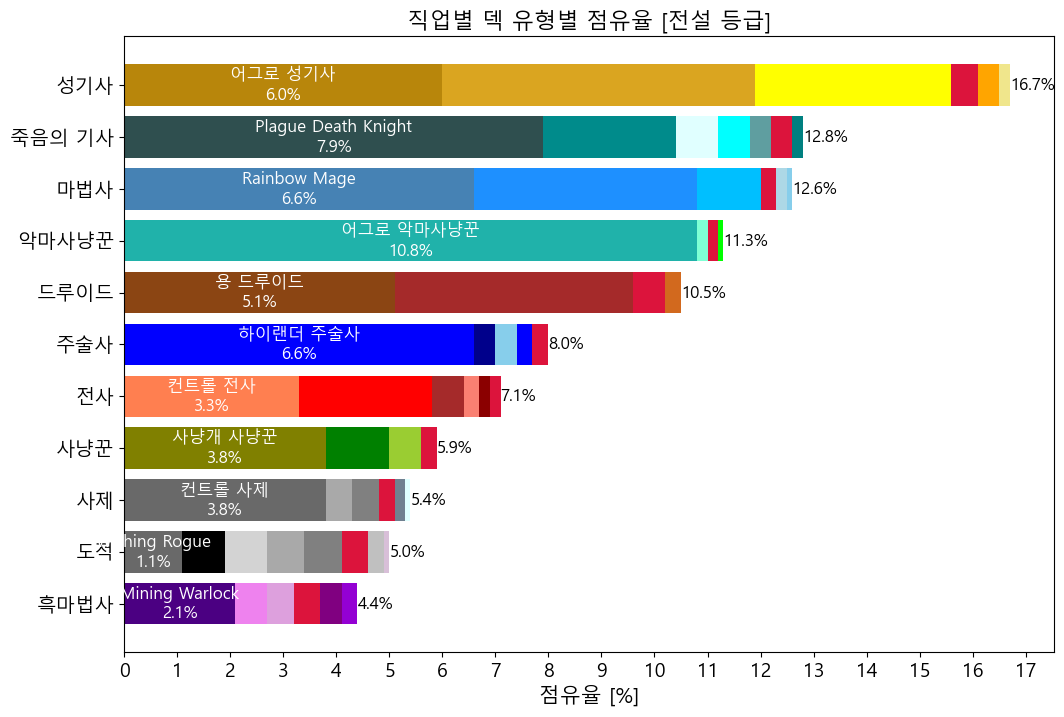 직업별 덱 유형별 점유율 [전설 등급]
성기사
어그로 성기사
6.0%
16.7%
죽음의 기사
Plague Death Knight
7.9%
12.8%
마법사
Rainbow Mage
6.6%
12.6%
악마사냥꾼
어그로 악마사냥꾼
10.8%
11.3%
드루이드
용 드루이드
5.1%
10.5%
주술사
하이랜더 주술사
6.6%
8.0%
전사
컨트롤 전사
3.3%
7.1%
사냥꾼
사냥개 사냥꾼
3.8%
5.9%
사제
컨트롤 사제
3.8%
5.4%
도적
Rogue
1.1%
5.0%
흑마법사
Mining Warlock
2.1%
4.4%
0 1 2 3 4 5 6 7 8 9 10 11 12 13 14 15 16 17
점유율 [%]